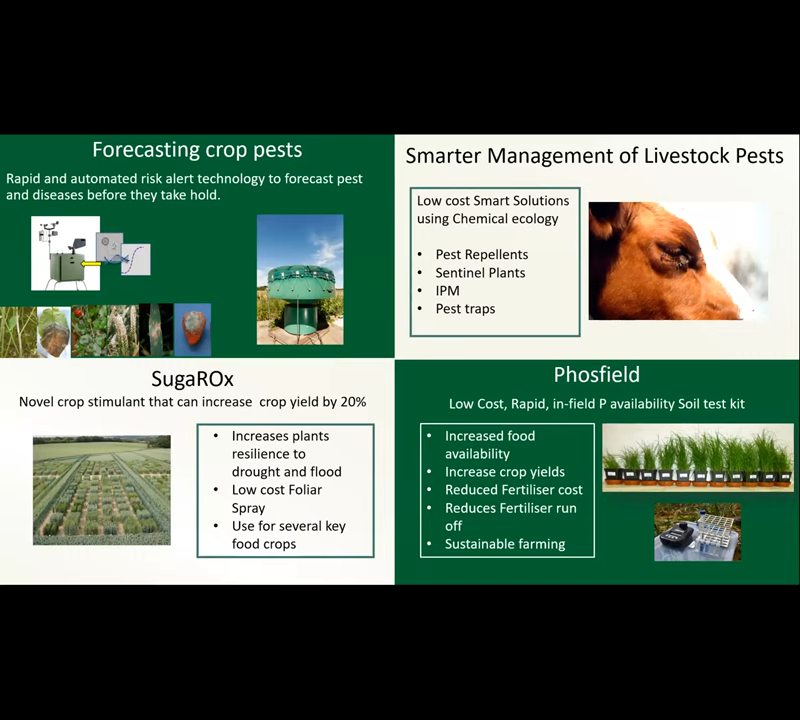 Forecasting crop pests
Rapid and automated risk alert technology to forecast pest
and diseases before they take hold.
Smarter Management of Livestock Pests
Low cost Smart Solutions
using Chemical ecology
• Pest Repellents
• Sentinel Plants
• IPM
• Pest traps
SugaROx
Novel crop stimulant that can increase  crop yield by 20%
• Increases plants
resilience to
drought and flood
• Low cost Foliar
Spray
• Use for several key
food crops
Phosfield
Low Cost, Rapid, in-field P availability Soil test kit
• Increased food
availability
• Increase crop yields
• Reduced Fertiliser cost
• Reduces Fertiliser run
off
• Sustainable farming